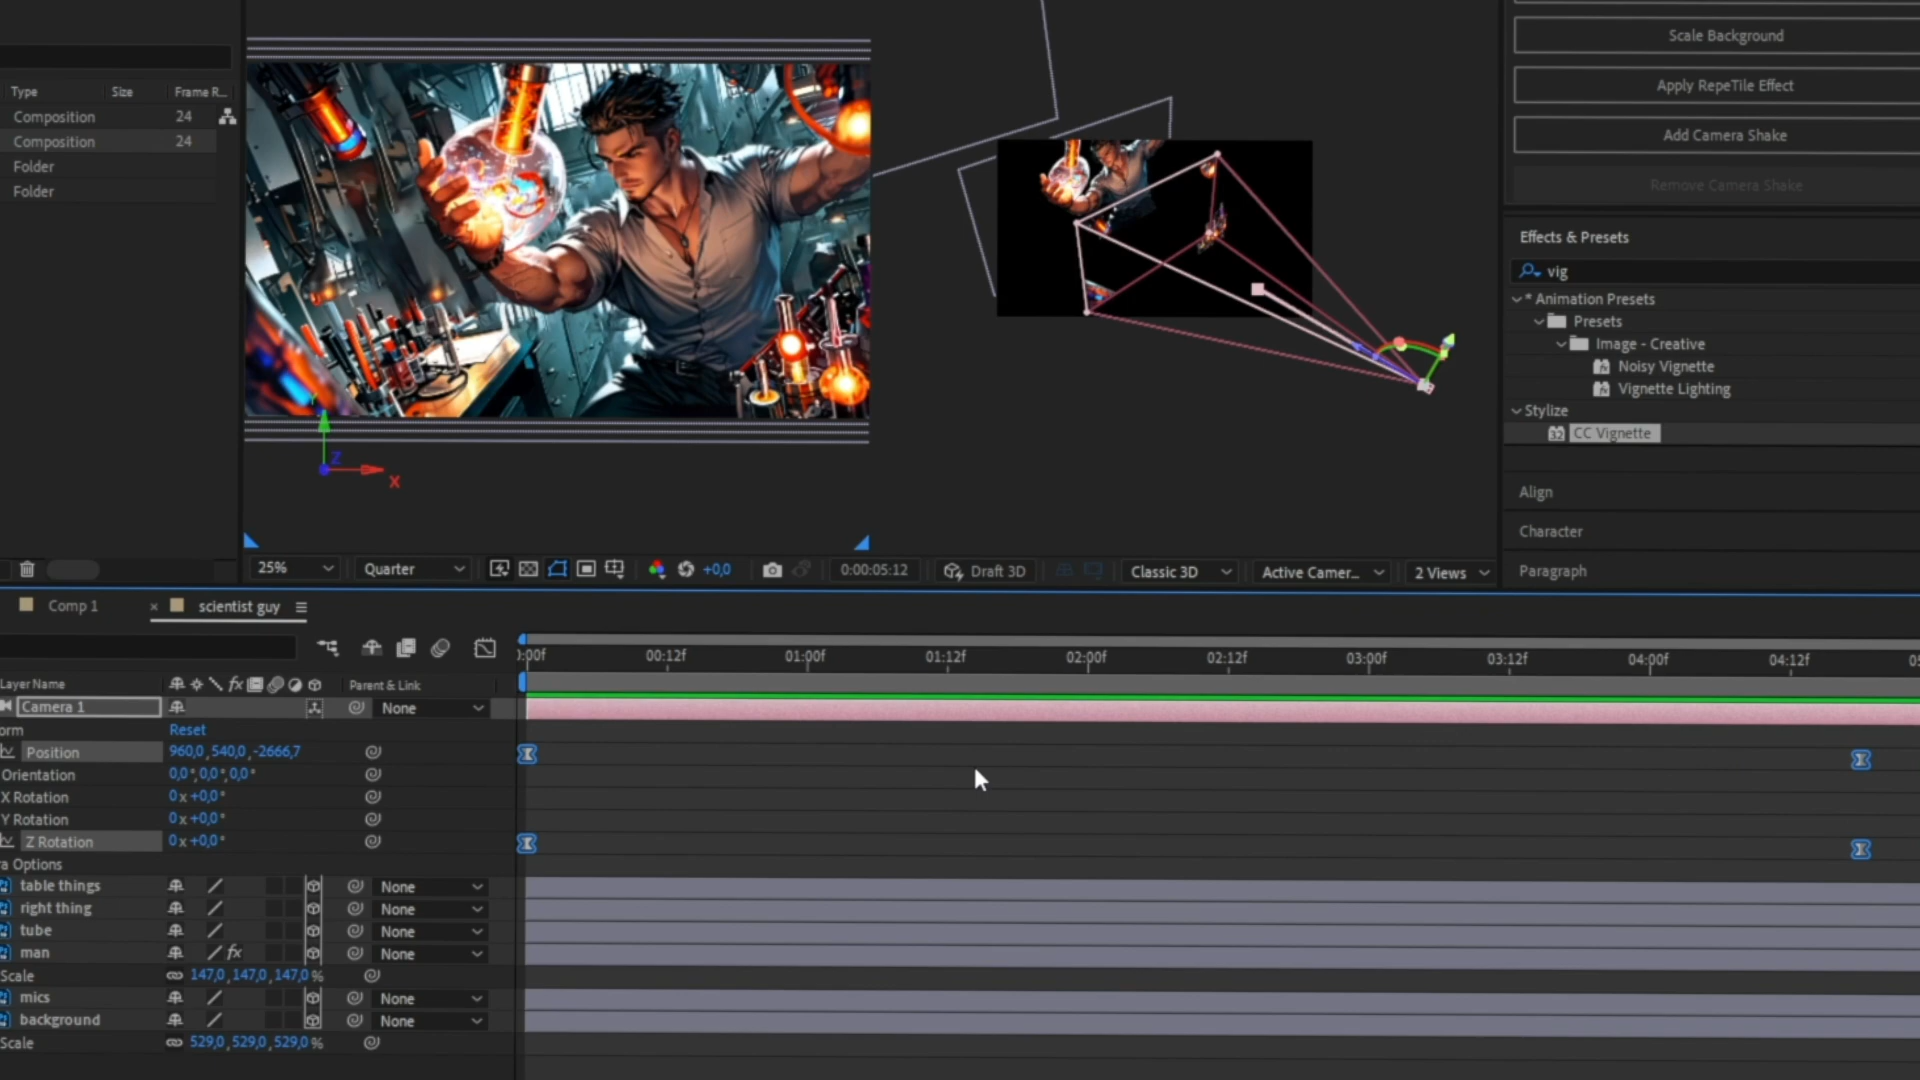 Type Size Frame R...
Composition 24
Composition 24
Folder
Folder
Z
X
Scale Background
Apply RepeTile Effect
Add Camera Shake
Remove Camera Shake
Effects & Presets
vig
* Animation Presets
Presets
Image - Creative
Noisy Vignette
Vignette Lighting
Stylize
32 CC Vignette
Align
Character
Paragraph
25% Quarter +0,0 0:00:05:12 Draft 3D Classic 3D Active Camer... 2 Views
Comp 1 × scientist guy
):00f 00:12f 01:00f 01:12f 02:00f 02:12f 03:00f 03:12f 04:00f 04:12f 05
Layer Name fx Parent & Link
Camera 1 None
orm Reset
Position 960,0,540,0,-2666,7
Orientation 0,0°,0,0°,0,0°
X Rotation 0x+0,0°
Y Rotation 0x+0,0°
Z Rotation 0x+0,0°
a Options
table things None
right thing None
tube None
man fx None
Scale 147,0,147,0,147,0%
mics None
background None
Scale 529,0,529,0,529,0%